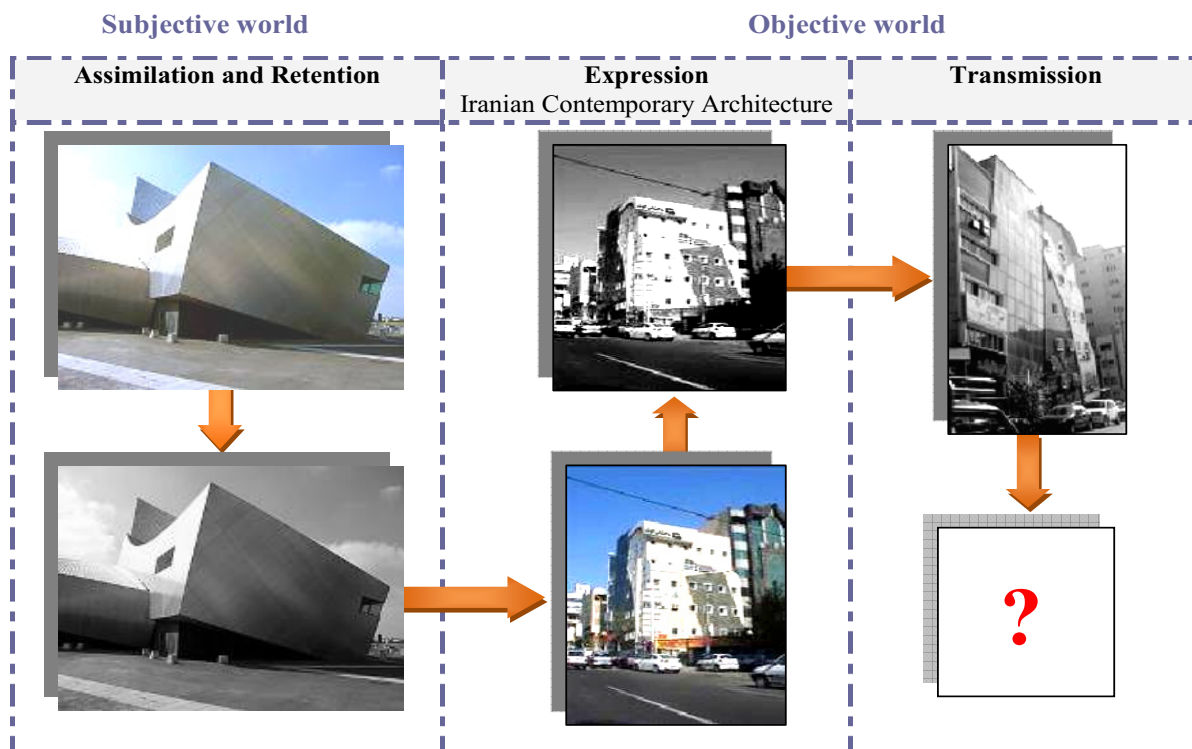 Subjective world
Objective world
Assimilation and Retention
Expression
Iranian Contemporary Architecture
Transmission
?